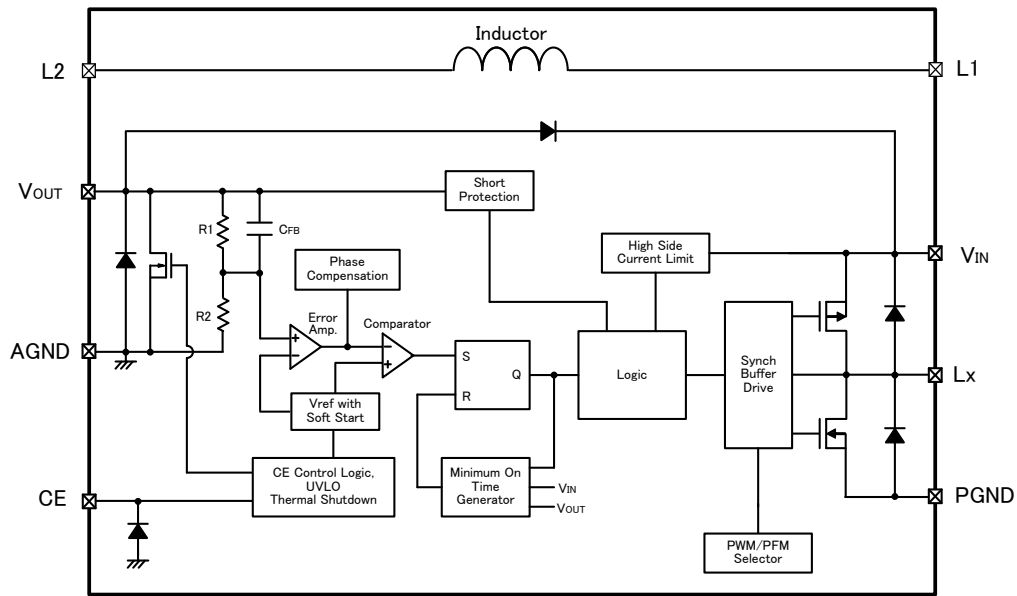 Inductor
L2
L1
VOUT
Short
Protection
R1
CFB
High Side
Current Limit
VIN
Phase
Compensation
R2
Error
Amp.
Comparator
AGND
S
Q
R
Logic
Synch
Buffer
Drive
Lx
Vref with
Soft Start
CE Control Logic,
UVLO
Thermal Shutdown
Minimum On
Time
Generator
VIN
VOUT
CE
PGND
PWM/PFM
Selector